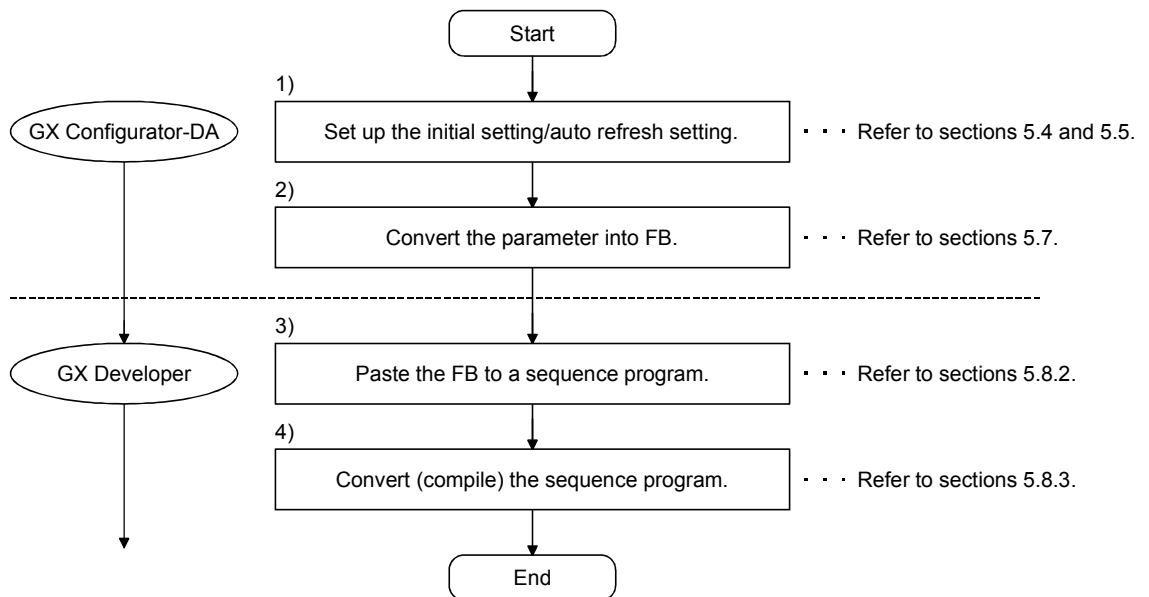 Start
1)
GX Configurator-DA
Set up the initial setting/auto refresh setting.
· · · Refer to sections 5.4 and 5.5.
2)
Convert the parameter into FB.
· · · Refer to sections 5.7.
3)
GX Developer
Paste the FB to a sequence program.
· · · Refer to sections 5.8.2.
4)
Convert (compile) the sequence program.
· · · Refer to sections 5.8.3.
End